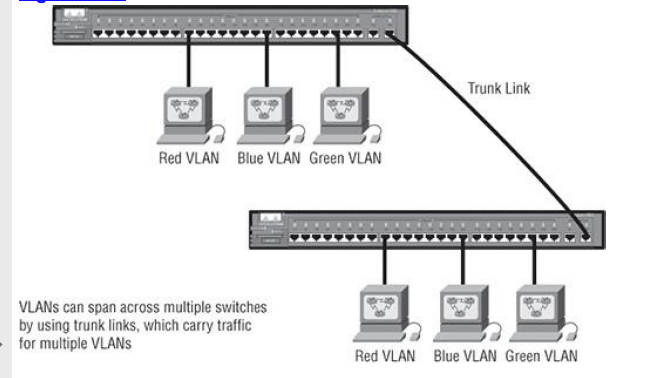 Trunk Link
Red VLAN Blue VLAN Green VLAN
VLANs can span across multiple switches
by using trunk links, which carry traffic
for multiple VLANs
Red VLAN Blue VLAN Green VLAN